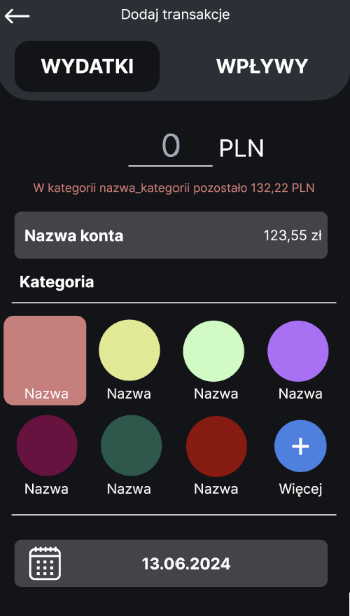 Dodaj transakcje
WYDATKI WPŁYWY
0 PLN
W kategorii nazwa_kategorii pozostało 132,22 PLN
Nazwa konta 123,55 zł
Kategoria
Nazwa Nazwa Nazwa Nazwa
Nazwa Nazwa Nazwa Więcej
13.06.2024